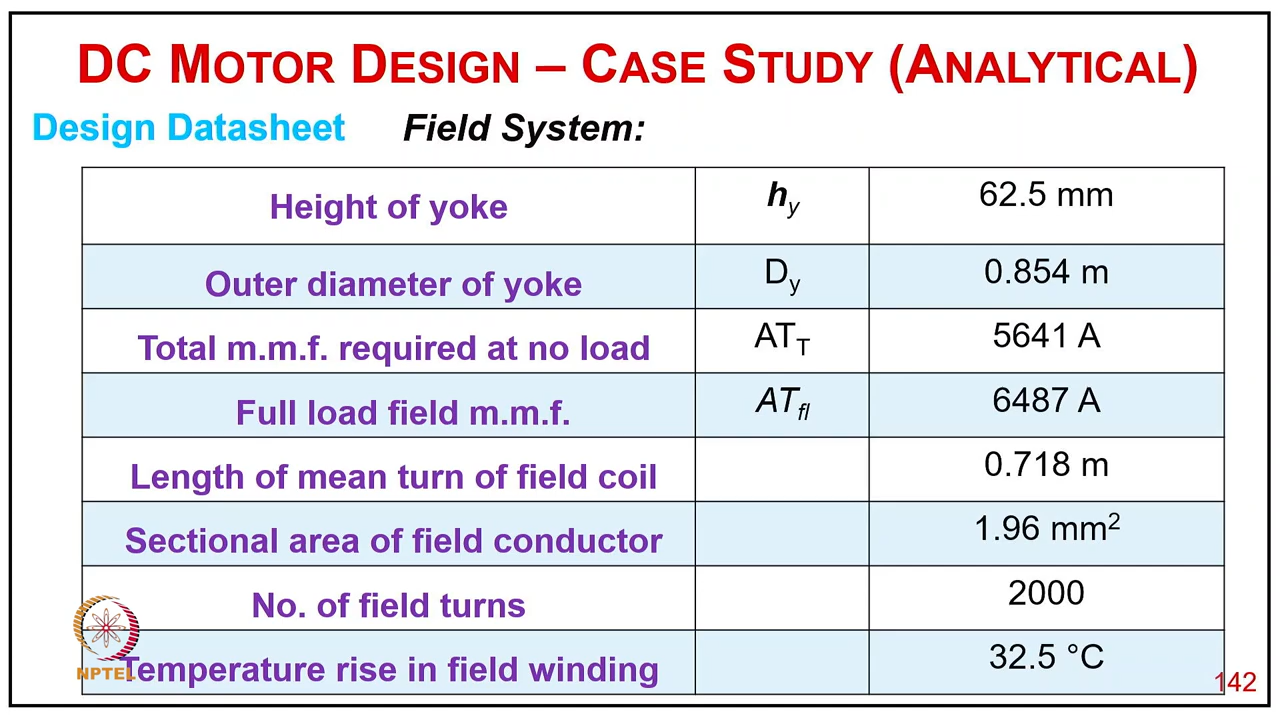 DC MOTOR DESIGN – CASE STUDY (ANALYTICAL)
Design Datasheet Field System:
Height of yoke h_y 62.5 mm
Outer diameter of yoke D_y 0.854 m
Total m.m.f. required at no load AT_T 5641 A
Full load field m.m.f. AT_fl 6487 A
Length of mean turn of field coil 0.718 m
Sectional area of field conductor 1.96 mm²
No. of field turns 2000
Temperature rise in field winding 32.5 °C
NPTEL
142